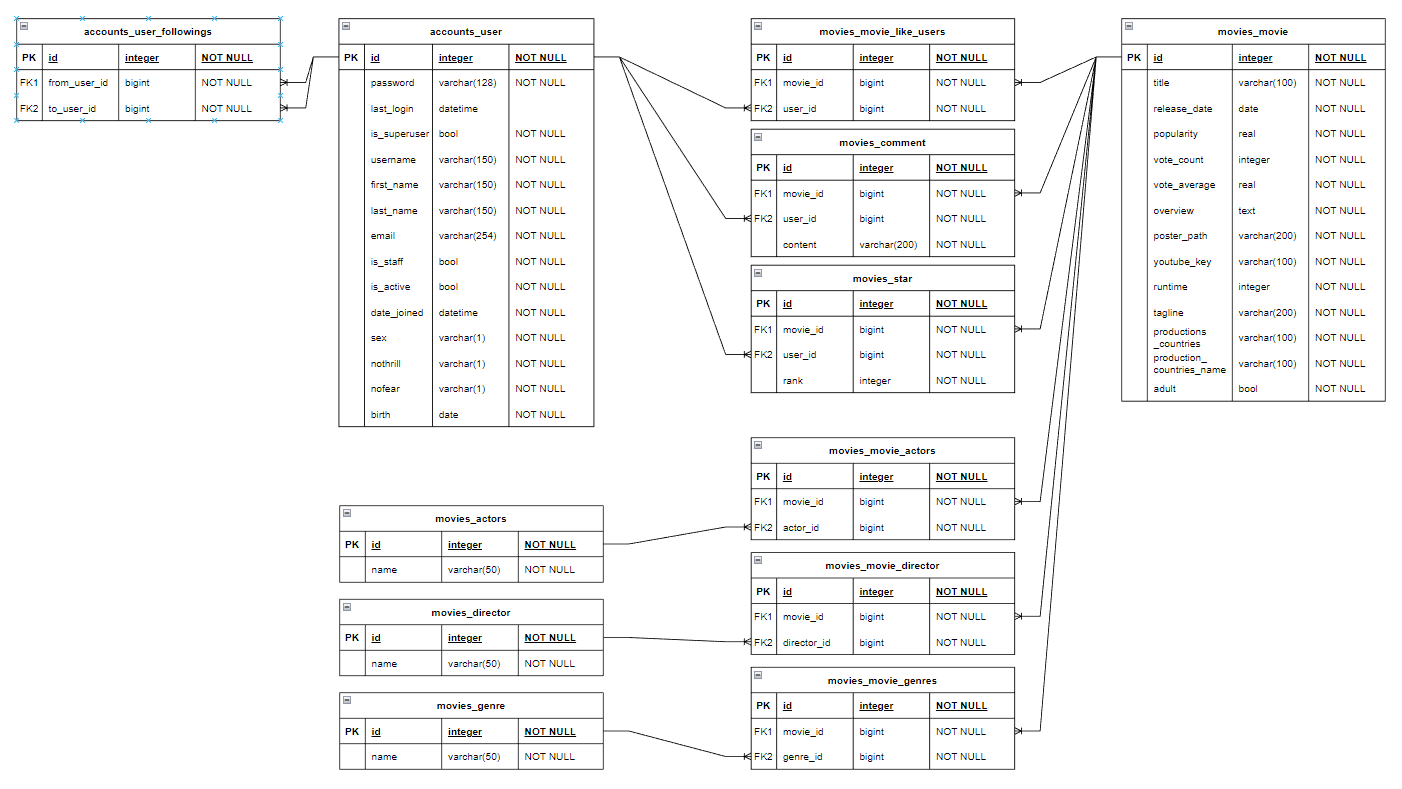 accounts_user_followings
PK id integer NOT NULL
FK1 from_user_id bigint NOT NULL
FK2 to_user_id bigint NOT NULL
accounts_user
PK id integer NOT NULL
password varchar(128) NOT NULL
last_login datetime
is_superuser bool NOT NULL
username varchar(150) NOT NULL
first_name varchar(150) NOT NULL
last_name varchar(150) NOT NULL
email varchar(254) NOT NULL
is_staff bool NOT NULL
is_active bool NOT NULL
date_joined datetime NOT NULL
sex varchar(1) NOT NULL
nothrill varchar(1) NOT NULL
nofear varchar(1) NOT NULL
birth date NOT NULL
movies_movie_like_users
PK id integer NOT NULL
FK1 movie_id bigint NOT NULL
FK2 user_id bigint NOT NULL
movies_comment
PK id integer NOT NULL
FK1 movie_id bigint NOT NULL
FK2 user_id bigint NOT NULL
content varchar(200) NOT NULL
movies_star
PK id integer NOT NULL
FK1 movie_id bigint NOT NULL
FK2 user_id bigint NOT NULL
rank integer NOT NULL
movies_movie
PK id integer NOT NULL
title varchar(100) NOT NULL
release_date date NOT NULL
popularity real NOT NULL
vote_count integer NOT NULL
vote_average real NOT NULL
overview text NOT NULL
poster_path varchar(200) NOT NULL
youtube_key varchar(100) NOT NULL
runtime integer NOT NULL
tagline varchar(200) NOT NULL
productions
_countries varchar(100) NOT NULL
production_
countries_name varchar(100) NOT NULL
adult bool NOT NULL
movies_actors
PK id integer NOT NULL
name varchar(50) NOT NULL
movies_director
PK id integer NOT NULL
name varchar(50) NOT NULL
movies_genre
PK id integer NOT NULL
name varchar(50) NOT NULL
movies_movie_actors
PK id integer NOT NULL
FK1 movie_id bigint NOT NULL
FK2 actor_id bigint NOT NULL
movies_movie_director
PK id integer NOT NULL
FK1 movie_id bigint NOT NULL
FK2 director_id bigint NOT NULL
movies_movie_genres
PK id integer NOT NULL
FK1 movie_id bigint NOT NULL
FK2 genre_id bigint NOT NULL